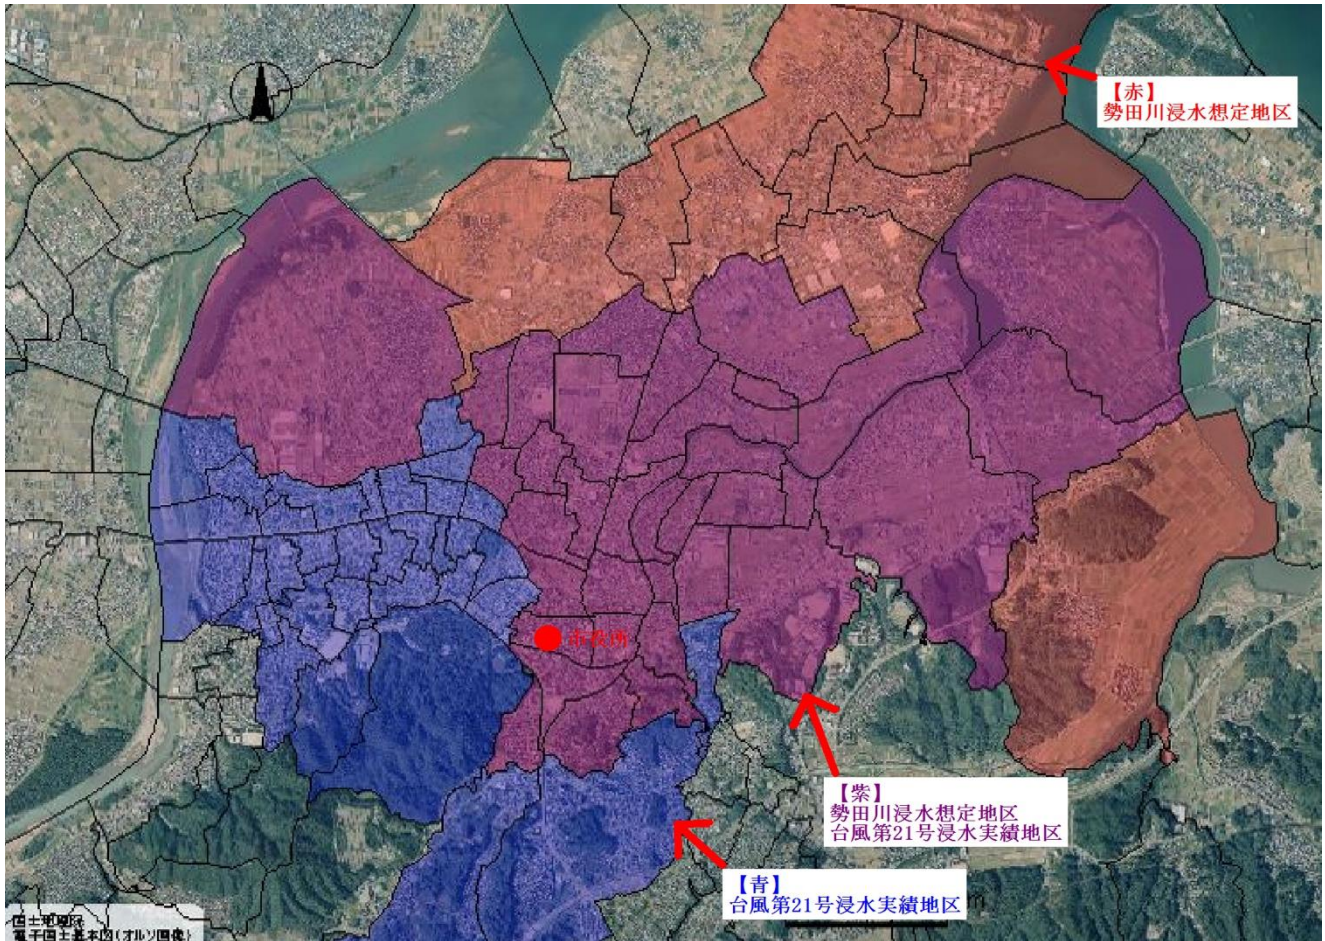 【赤】
勢田川浸水想定地区
市役所
【紫】
勢田川浸水想定地区
台風第21号浸水実績地区
【青】
台風第21号浸水実績地区
国土地理院
電子国土基本図(オルソ画像)